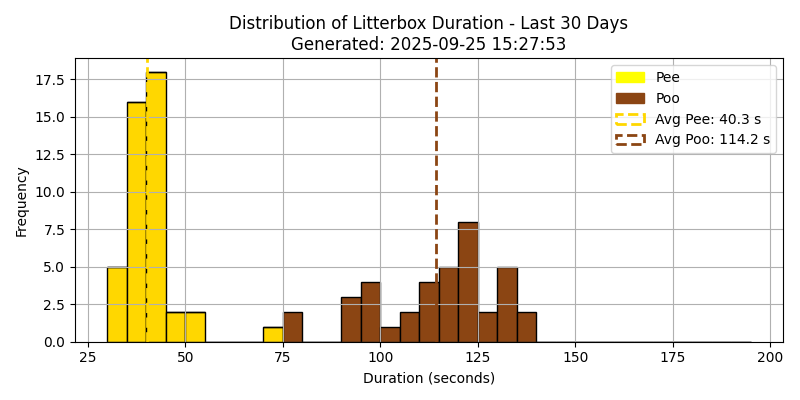 Distribution of Litterbox Duration - Last 30 Days
Generated: 2025-09-25 15:27:53
Pee
Poo
Avg Pee: 40.3 s
Avg Poo: 114.2 s
Frequency
17.5
15.0
12.5
10.0
7.5
5.0
2.5
0.0
25 50 75 100 125 150 175 200
Duration (seconds)